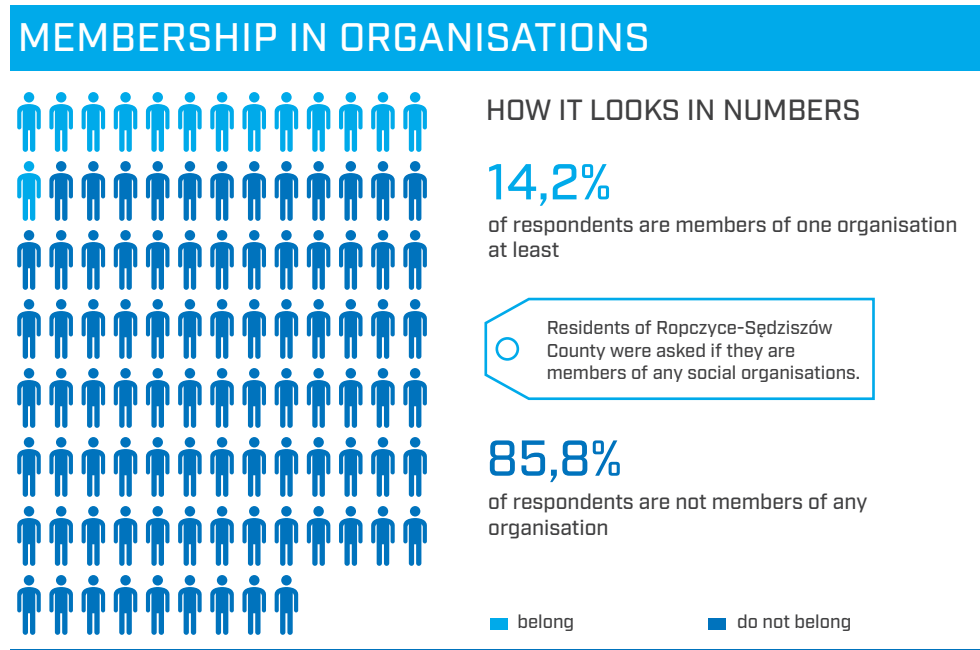 MEMBERSHIP IN ORGANISATIONS
HOW IT LOOKS IN NUMBERS
14,2%
of respondents are members of one organisation
at least
Residents of Ropczyce-Sędziszów
County were asked if they are
members of any social organisations.
85,8%
of respondents are not members of any
organisation
belong
do not belong